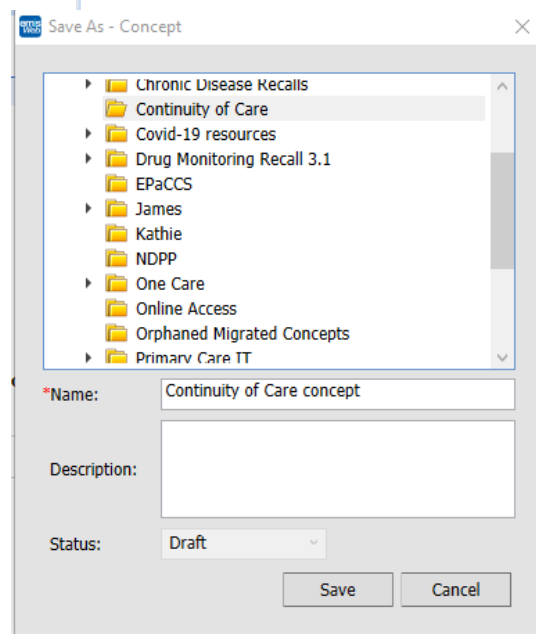 emis
Web
Save As - Concept
Chronic Disease Recalls
Continuity of Care
Covid-19 resources
Drug Monitoring Recall 3.1
EPaCCS
James
Kathie
NDPP
One Care
Online Access
Orphaned Migrated Concepts
Primary Care IT
*Name: Continuity of Care concept
Description:
Status: Draft
Save Cancel